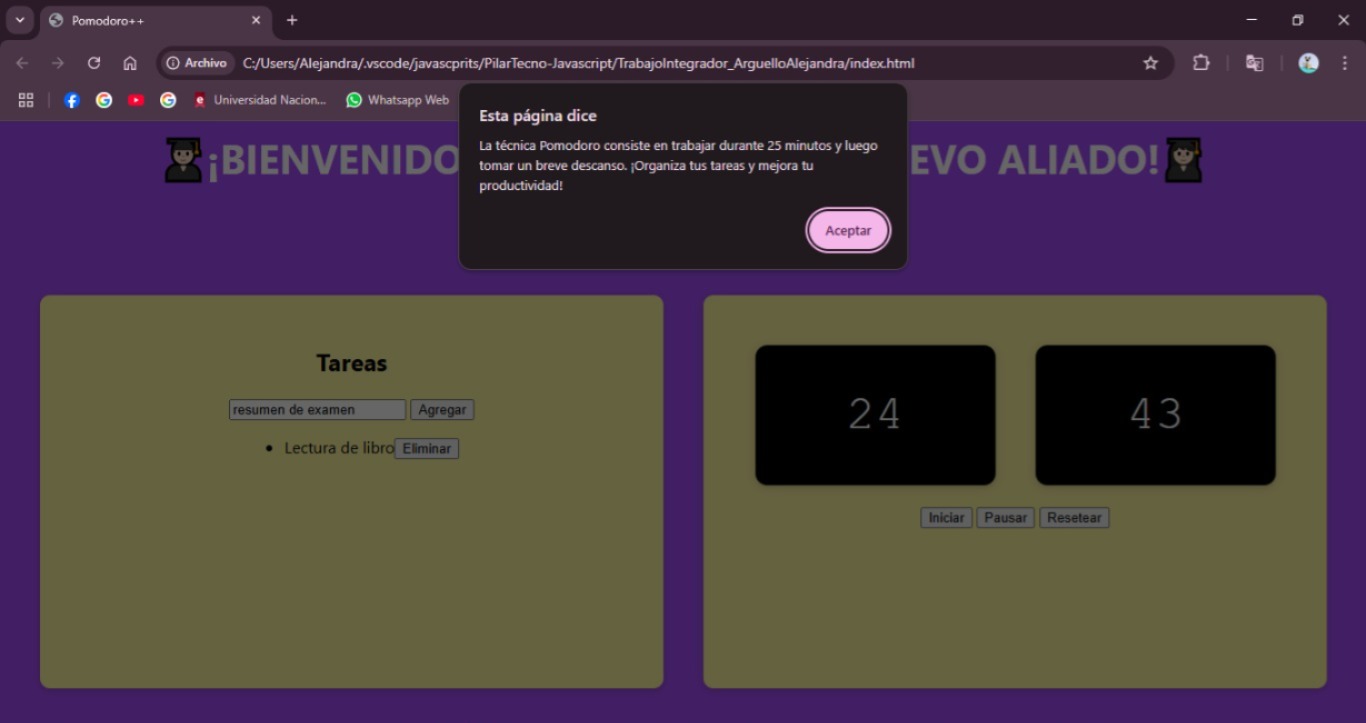 Pomodoro++
Archivo
C:/Users/Alejandra/.vscode/javascprits/PilarTecno-Javascript/TrabajoIntegrador_ArguelloAlejandra/index.html
Universidad Nacion...
Whatsapp Web
Esta página dice
La técnica Pomodoro consiste en trabajar durante 25 minutos y luego
tomar un breve descanso. ¡Organiza tus tareas y mejora tu
productividad!
Aceptar
¡BIENVENIDO
EVO ALIADO!
Tareas
resumen de examen Agregar
Lectura de libro Eliminar
24 43
Iniciar Pausar Resetear